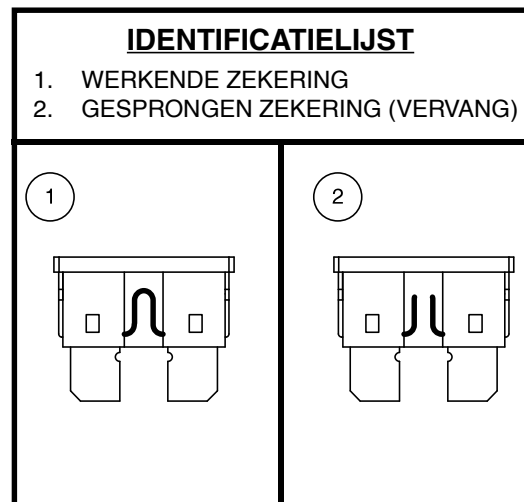 IDENTIFICATIELIJST
1. WERKENDE ZEKERING
2. GESPRONGEN ZEKERING (VERVANG)
1
2